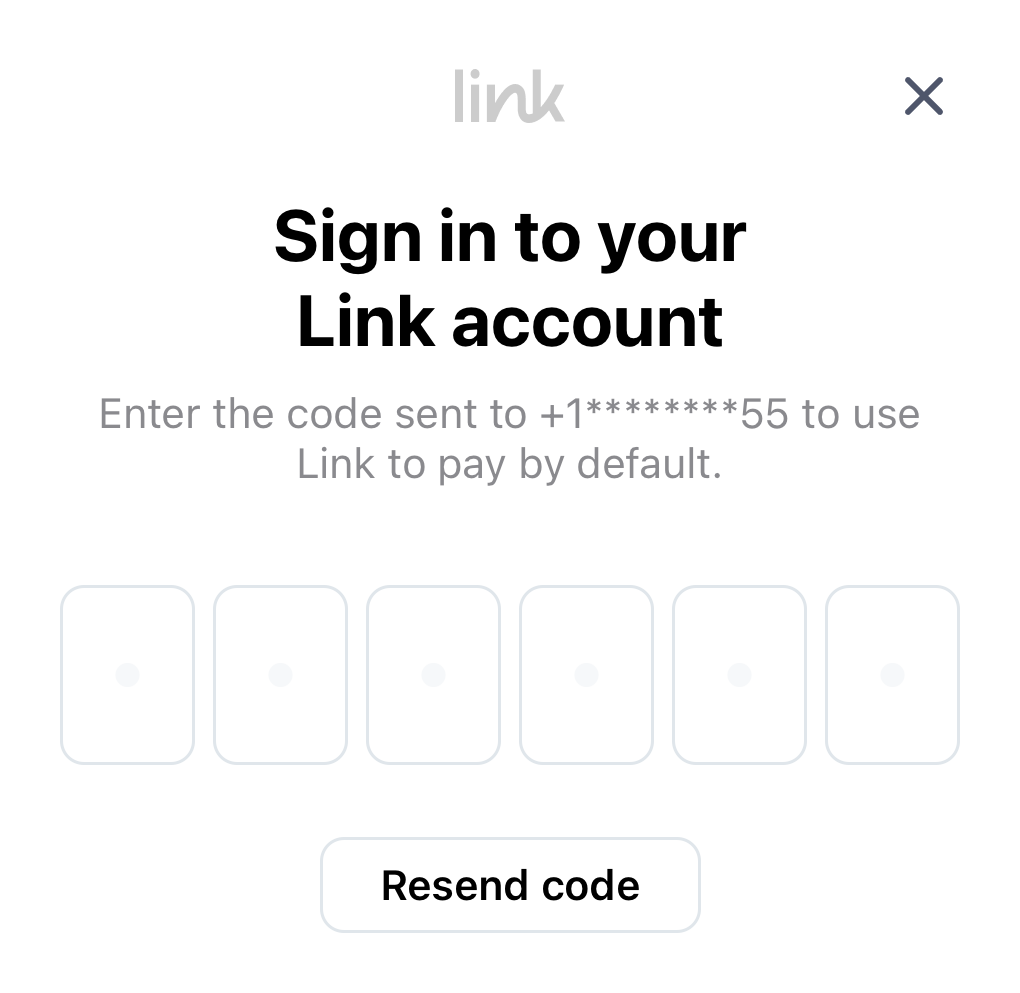 link
Sign in to your
Link account
Enter the code sent to +1********55 to use
Link to pay by default.
Resend code